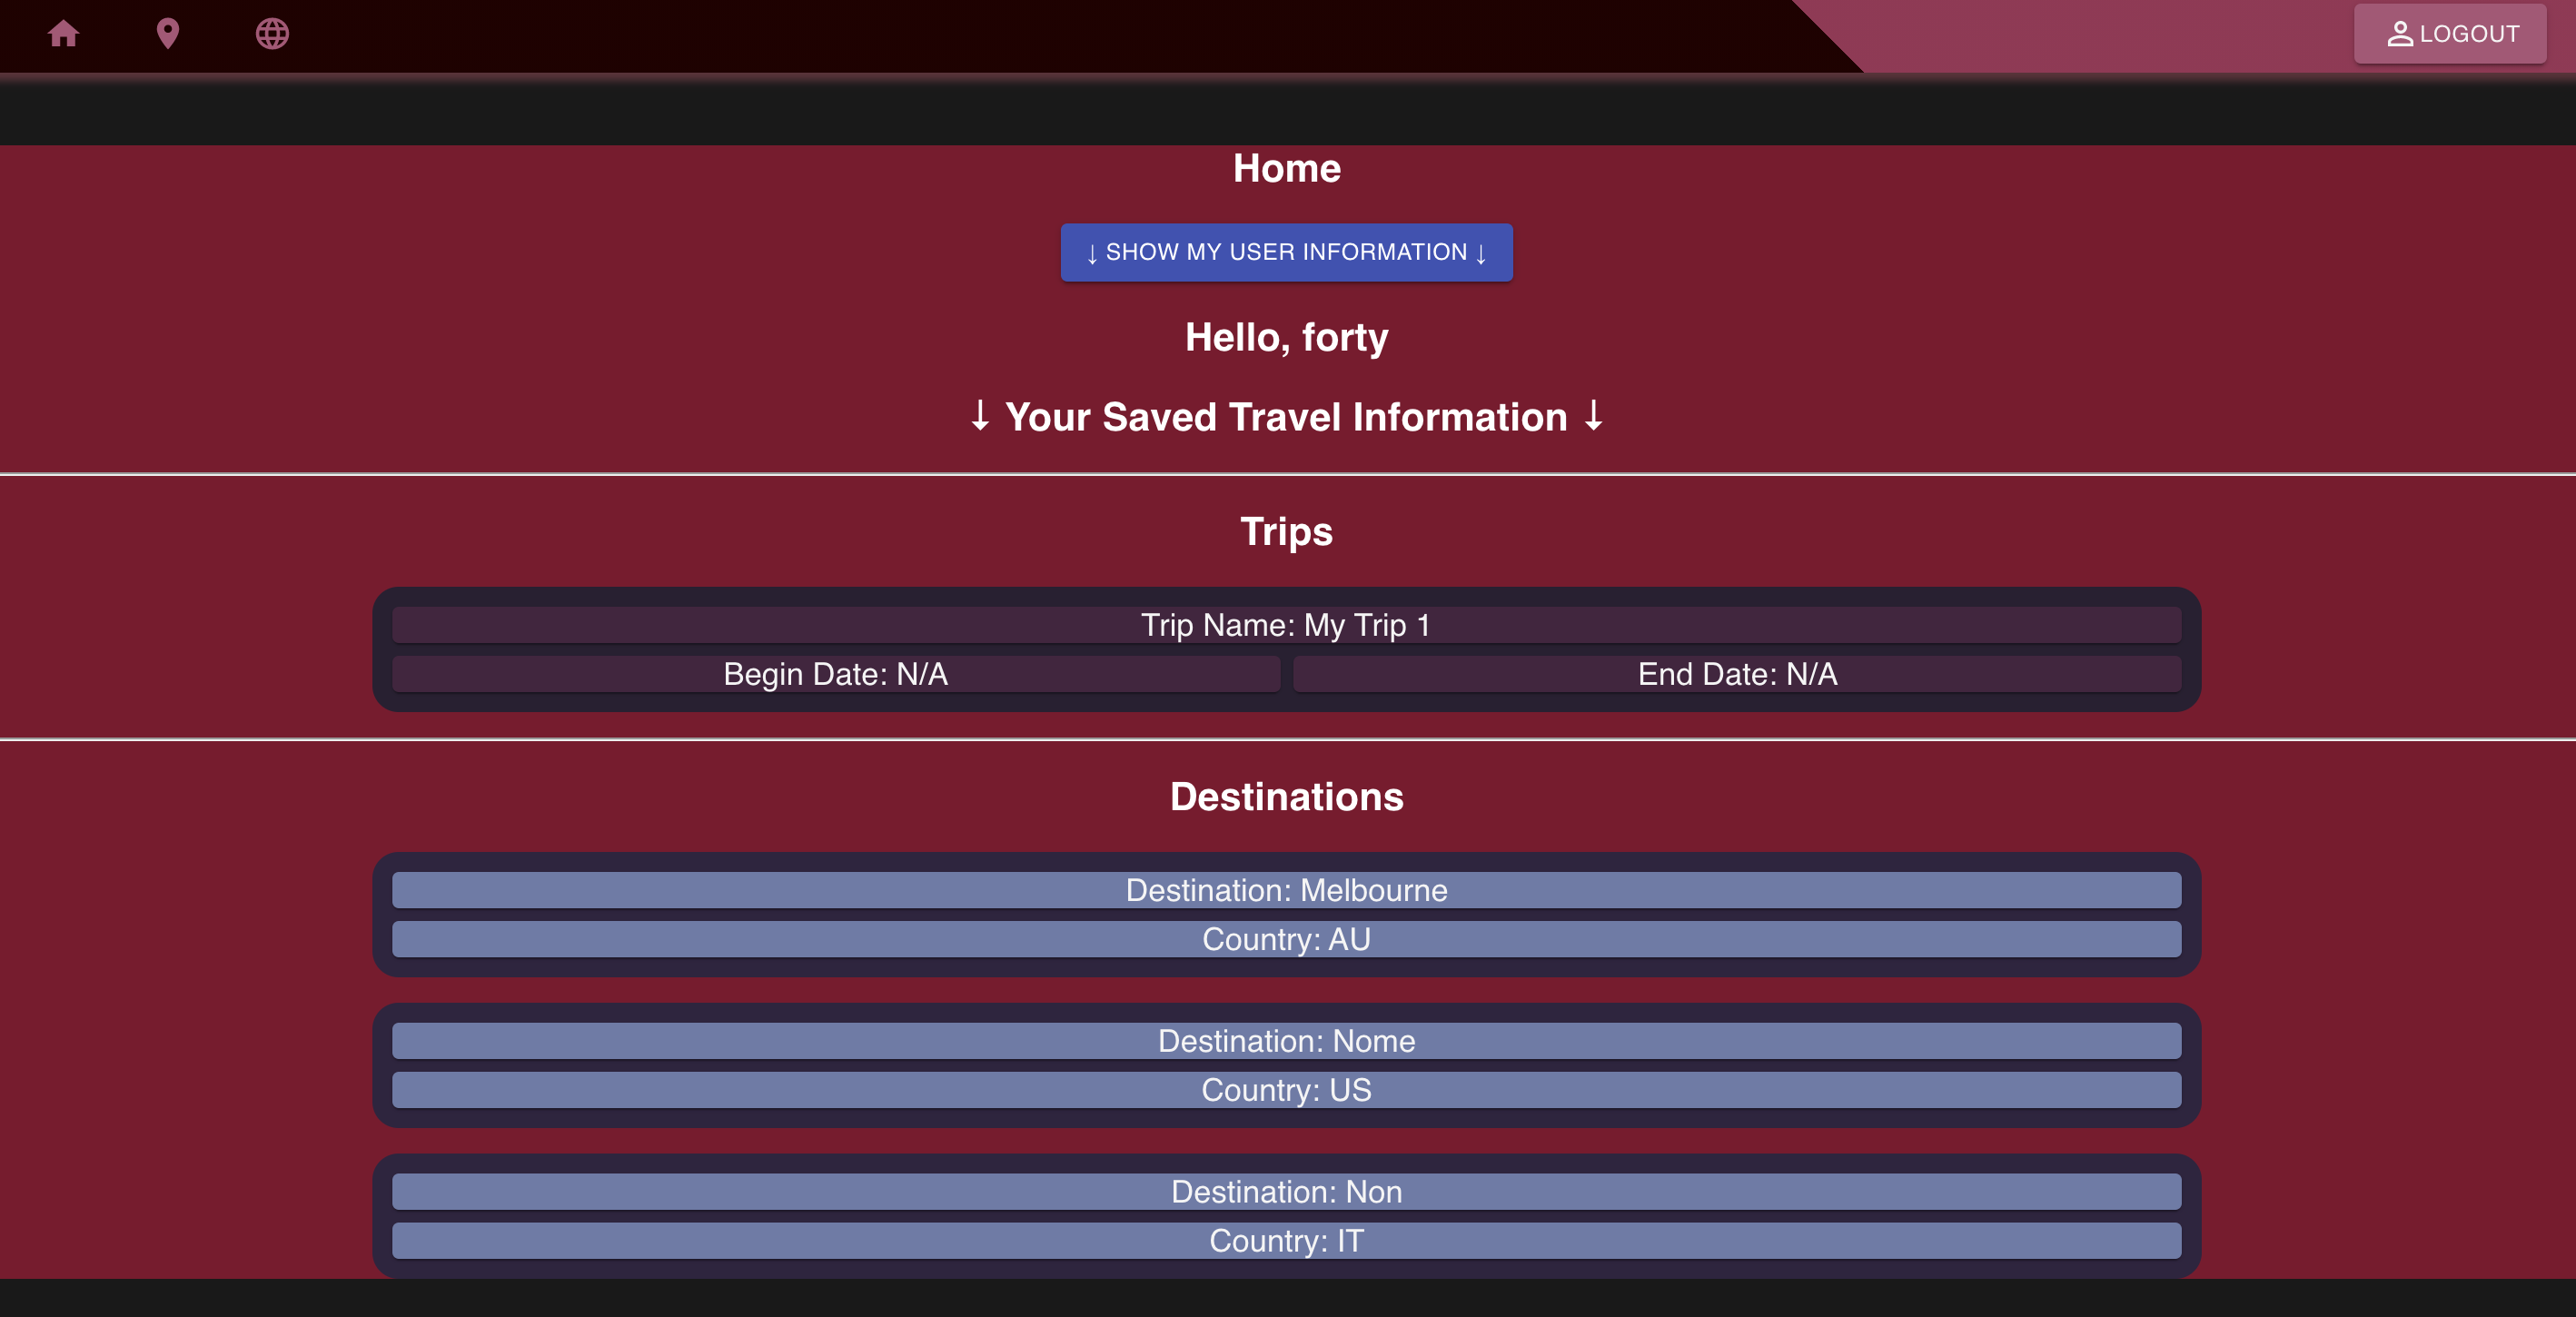 LOGOUT
Home
↓ SHOW MY USER INFORMATION ↓
Hello, forty
↓ Your Saved Travel Information ↓
Trips
Trip Name: My Trip 1
Begin Date: N/A
End Date: N/A
Destinations
Destination: Melbourne
Country: AU
Destination: Nome
Country: US
Destination: Non
Country: IT